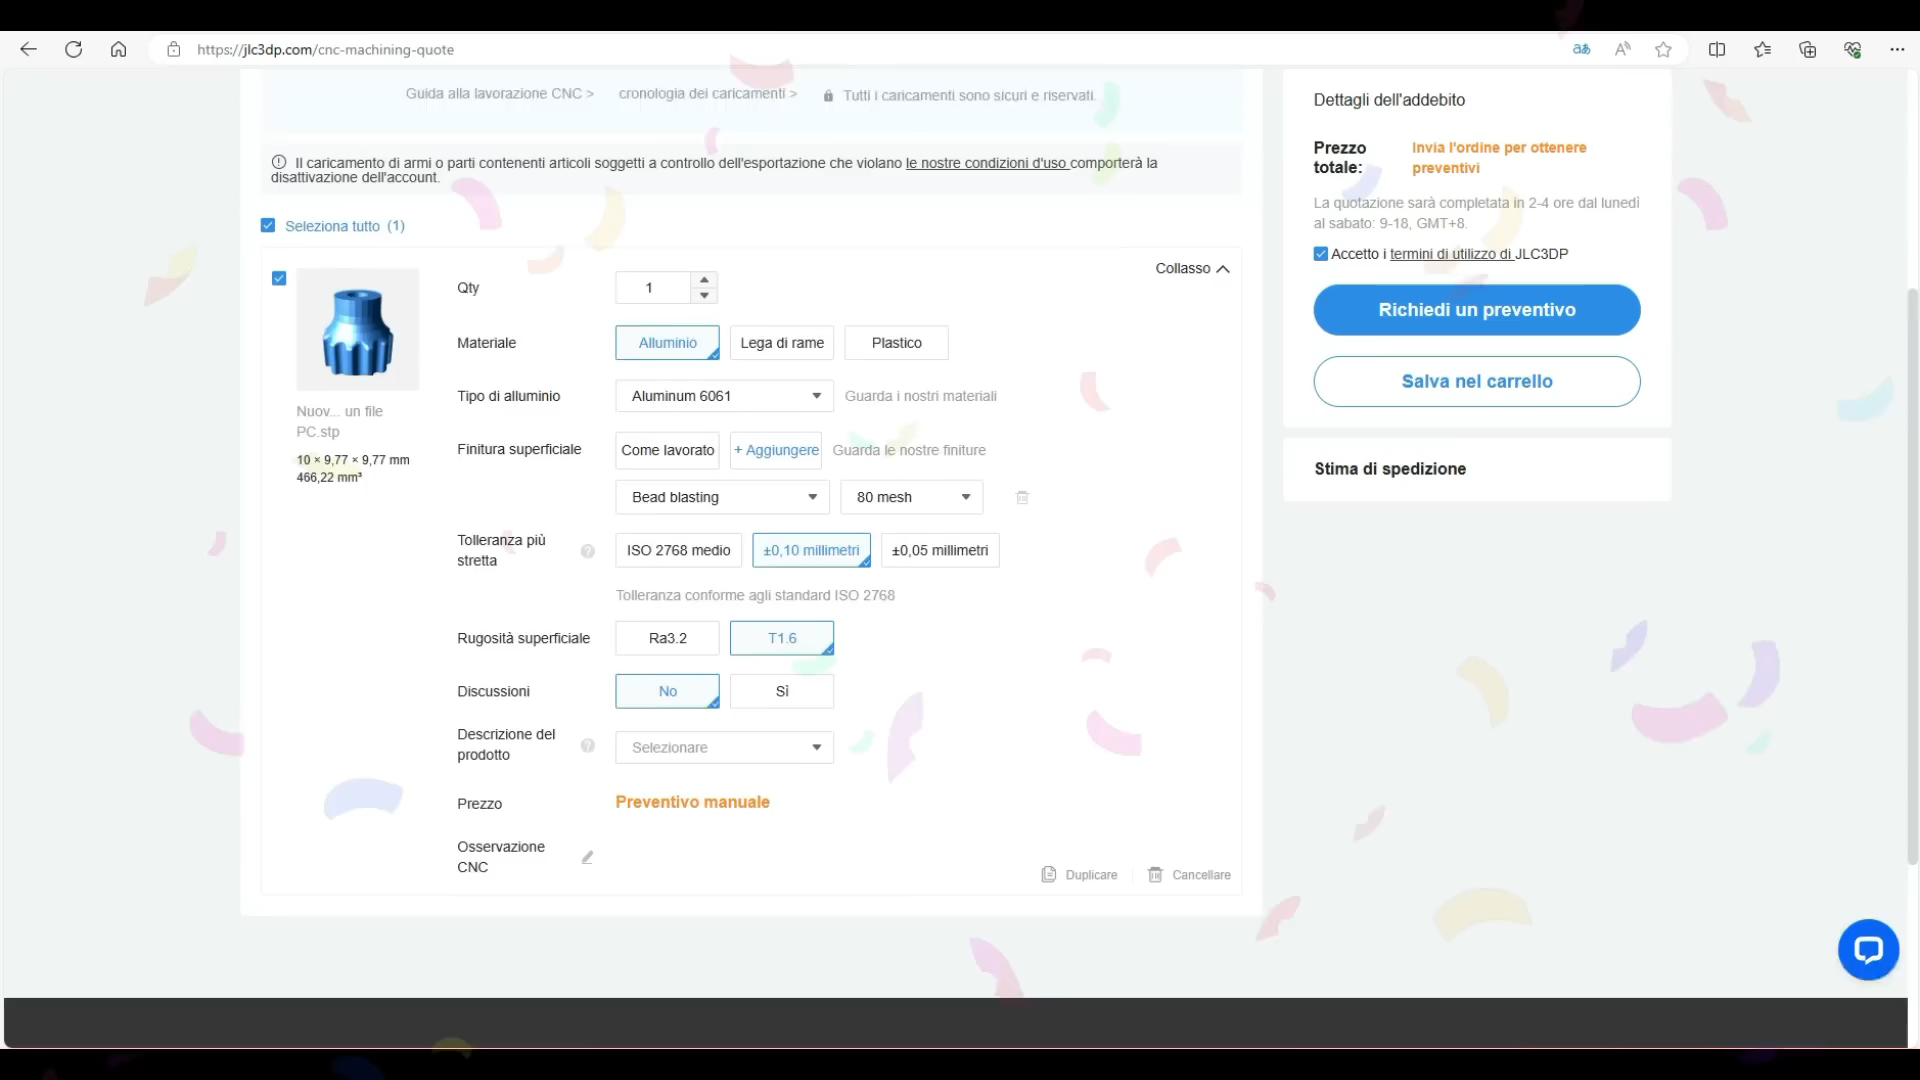 https://jlc3dp.com/cnc-machining-quote
Guida alla lavorazione CNC >
cronologia dei caricamenti >
Tutti i caricamenti sono sicuri e riservati.
Il caricamento di armi o parti contenenti articoli soggetti a controllo dell'esportazione che violano le nostre condizioni d'uso comporterà la
disattivazione dell'account.
Seleziona tutto (1)
Collasso
Nuov... un file
PC.stp
10 × 9,77 × 9,77 mm
466,22 mm³
Qty
1
Materiale
Alluminio
Lega di rame
Plastico
Tipo di alluminio
Aluminum 6061
Guarda i nostri materiali
Finitura superficiale
Come lavorato
+ Aggiungere
Guarda le nostre finiture
Bead blasting
80 mesh
Tolleranza più
stretta
ISO 2768 medio
±0,10 millimetri
±0,05 millimetri
Tolleranza conforme agli standard ISO 2768
Rugosità superficiale
Ra3.2
T1.6
Discussioni
No
Sì
Descrizione del
prodotto
Selezionare
Prezzo
Preventivo manuale
Osservazione
CNC
Duplicare
Cancellare
Dettagli dell'addebito
Prezzo
totale:
Invia l'ordine per ottenere
preventivi
La quotazione sarà completata in 2-4 ore dal lunedì
al sabato: 9-18, GMT+8.
Accetto i termini di utilizzo di JLC3DP
Richiedi un preventivo
Salva nel carrello
Stima di spedizione